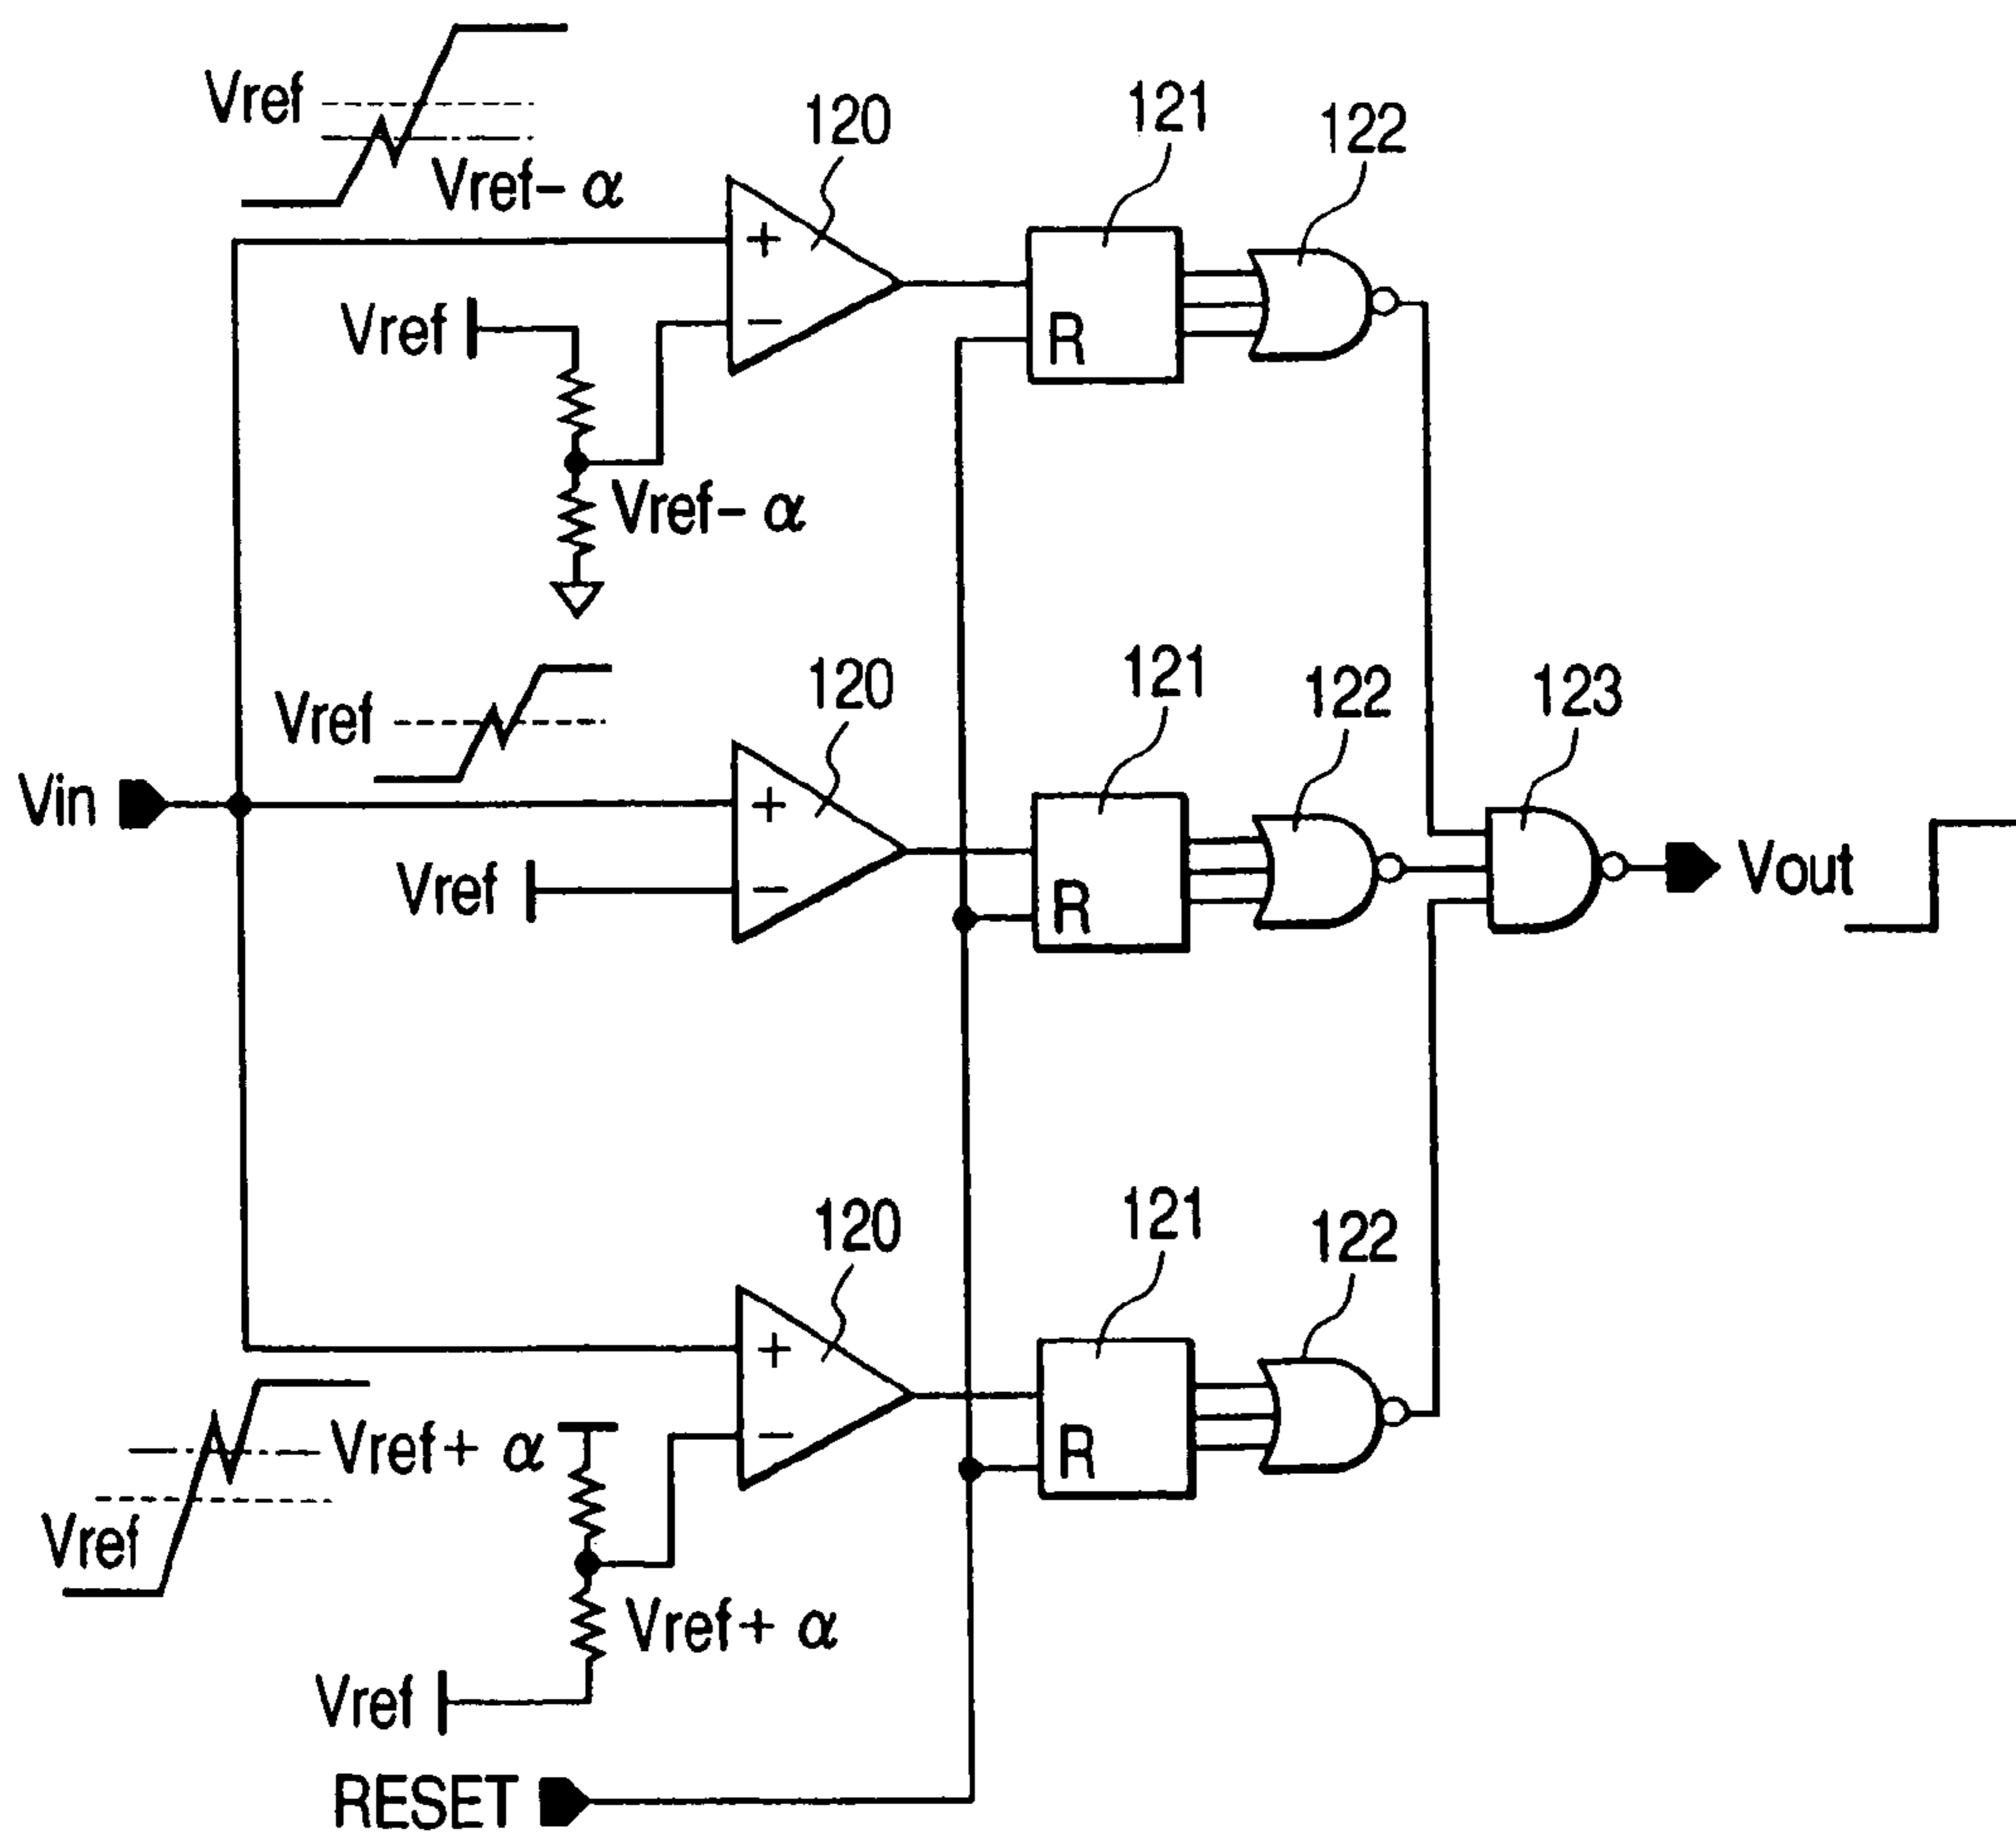 Vref
Vref– α
120
121
122
+
–
Vref
R
Vref– α
Vref
120
121
122
123
Vin
+
–
Vref
R
Vout
120
121
122
+
–
Vref+ α
R
Vref
Vref+ α
Vref
RESET